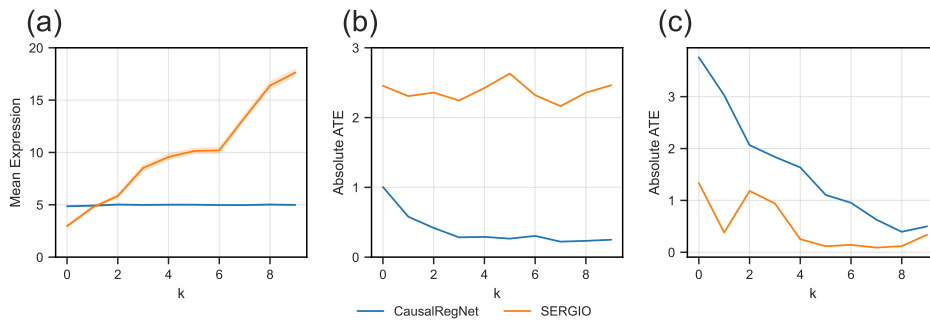 (a)
20
15
10
5
0
Mean Expression
0 2 4 6 8
k
(b)
3
2
1
0
Absolute ATE
0 2 4 6 8
k
(c)
3
2
1
0
Absolute ATE
0 2 4 6 8
k
CausalRegNet SERGIO